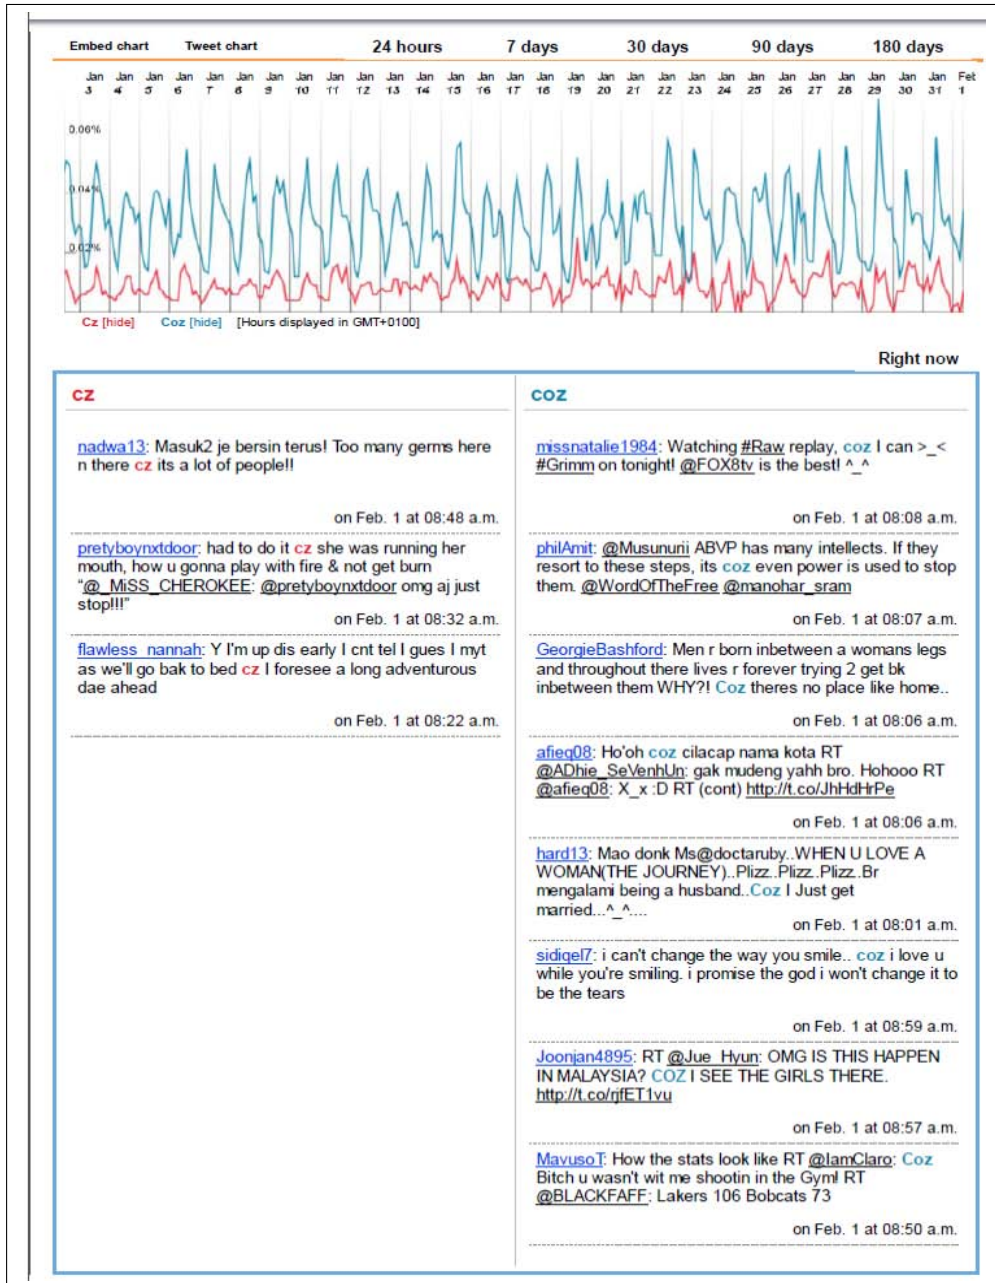 Embed chart Tweet chart 24 hours 7 days 30 days 90 days 180 days
Jan Jan Jan Jan Jan Jan Jan Jan Jan Jan Jan Jan Jan Jan Jan Jan Jan Jan Jan Jan Jan Jan Jan Jan Jan Jan Jan Jan Jan Feb
3 4 5 6 7 8 9 10 11 12 13 14 15 16 17 18 19 20 21 22 23 24 25 26 27 28 29 30 31 1
0.06%
0.04%
0.02%
Cz [hide] Coz [hide] [Hours displayed in GMT+0100]
Right now
cz
nadwa13: Masuk2 je bersin terus! Too many germs here
n there cz its a lot of people!!
on Feb. 1 at 08:48 a.m.
pretyboynxtdoor: had to do it cz she was running her
mouth, how u gonna play with fire & not get burn
“@_MiSS_CHEROKEE: @pretyboynxtdoor omg aj just
stop!!!”
on Feb. 1 at 08:32 a.m.
flawless_nannah: Y I'm up dis early I cnt tel I gues I myt
as we'll go bak to bed cz I foresee a long adventurous
dae ahead
on Feb. 1 at 08:22 a.m.
coz
missnatalie1984: Watching #Raw replay, coz I can >_<
#Grimm on tonight! @FOX8tv is the best! ^_^
on Feb. 1 at 08:08 a.m.
philAmit: @Musunurii ABVP has many intellects. If they
resort to these steps, its coz even power is used to stop
them. @WordOfTheFree @manohar_sram
on Feb. 1 at 08:07 a.m.
GeorgieBashford: Men r born inbetween a womans legs
and throughout there lives r forever trying 2 get bk
inbetween them WHY?! Coz theres no place like home..
on Feb. 1 at 08:06 a.m.
afieq08: Ho'oh coz cilacap nama kota RT
@ADhie_SeVenhUn: gak mudeng yahh bro. Hohooo RT
@afieq08: X_x :D RT (cont) http://t.co/JhHdHrPe
on Feb. 1 at 08:06 a.m.
hard13: Mao donk Ms@doctaruby..WHEN U LOVE A
WOMAN(THE JOURNEY)..Plizz..Plizz..Plizz..Br
mengalami being a husband..Coz I Just get
married...^_^....
on Feb. 1 at 08:01 a.m.
sidiqel7: i can't change the way you smile.. coz i love u
while you're smiling. i promise the god i won't change it to
be the tears
on Feb. 1 at 08:59 a.m.
Joonjan4895: RT @Jue_Hyun: OMG IS THIS HAPPEN
IN MALAYSIA? COZ I SEE THE GIRLS THERE.
http://t.co/rjfET1vu
on Feb. 1 at 08:57 a.m.
MavusoT: How the stats look like RT @IamClaro: Coz
Bitch u wasn't wit me shootin in the Gym! RT
@BLACKFAFF: Lakers 106 Bobcats 73
on Feb. 1 at 08:50 a.m.